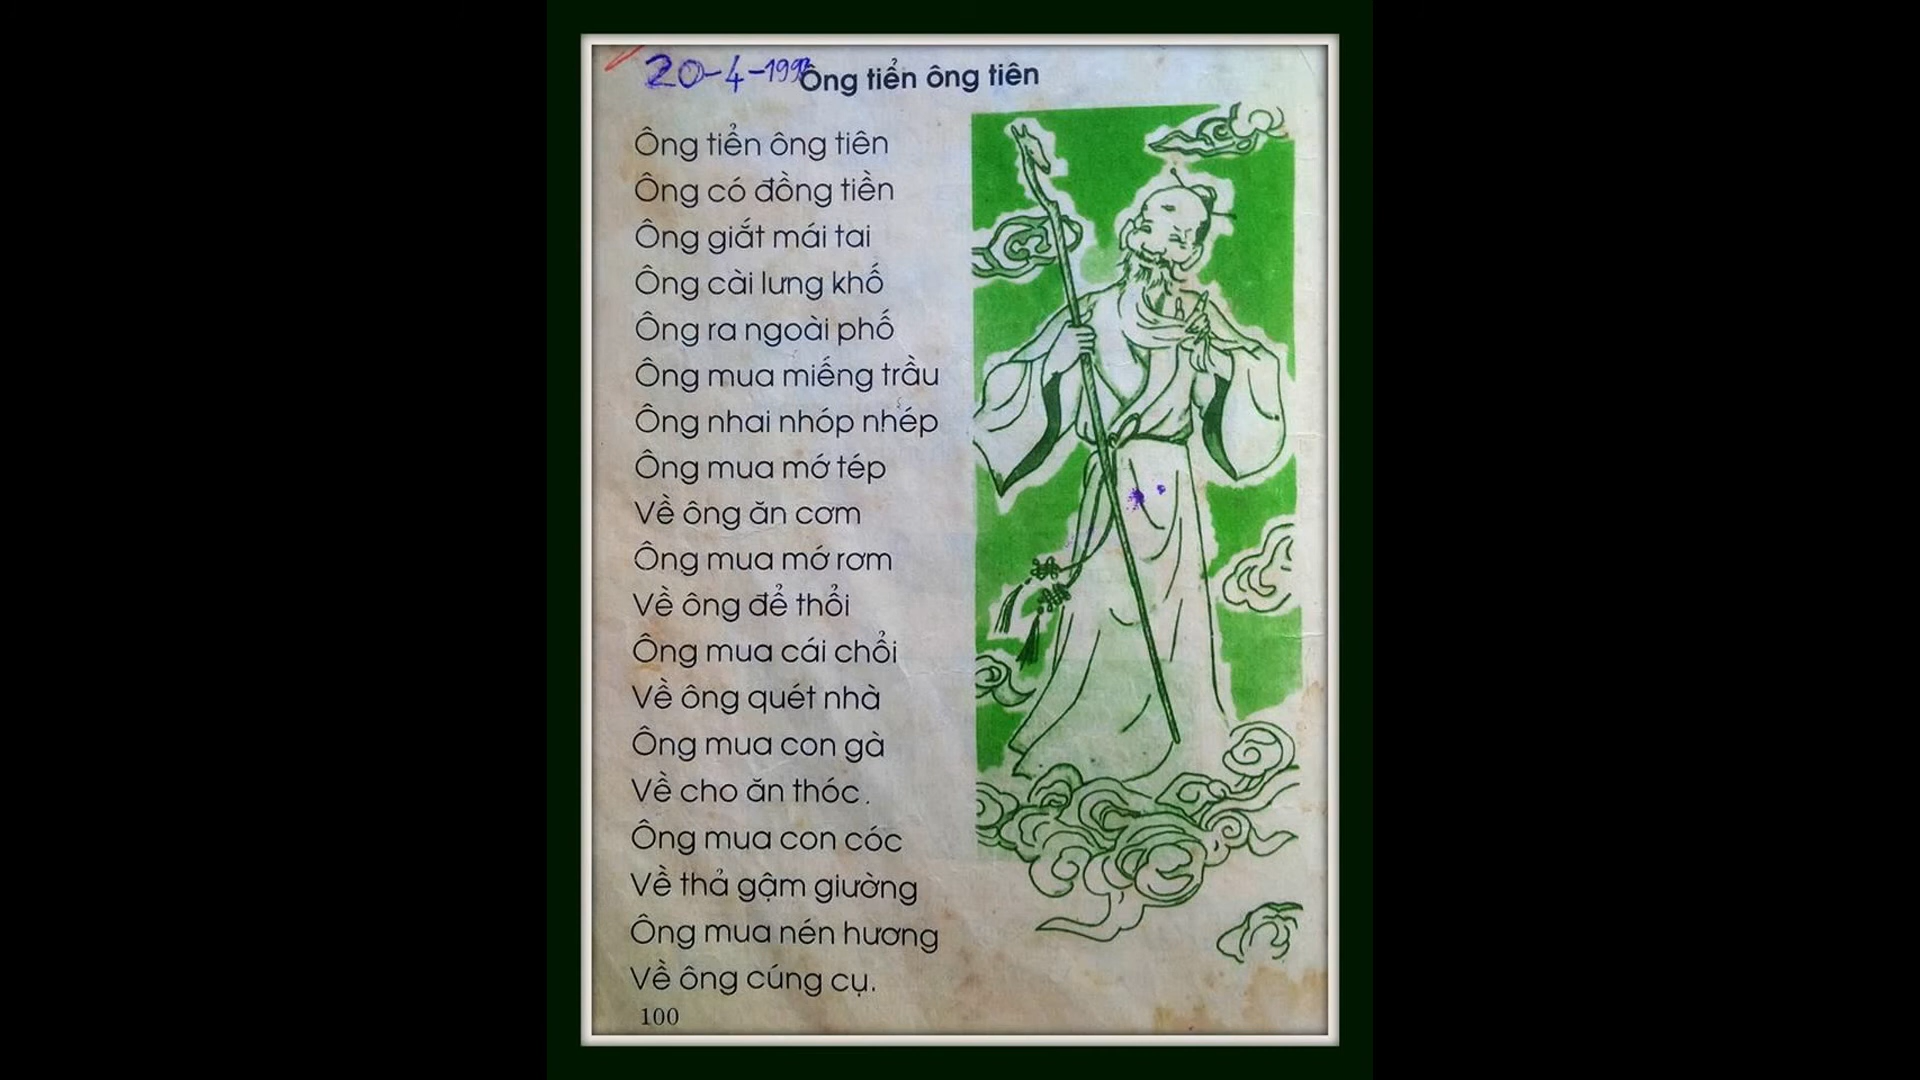 20-4-199
Ông tiển ông tiên
Ông tiển ông tiên
Ông có đồng tiền
Ông giắt mái tai
Ông cài lưng khố
Ông ra ngoài phố
Ông mua miếng trầu
Ông nhai nhóp nhép
Ông mua mớ tép
Về ông ăn cơm
Ông mua mớ rơm
Về ông để thổi
Ông mua cái chổi
Về ông quét nhà
Ông mua con gà
Về cho ăn thóc.
Ông mua con cóc
Về thả gậm giường
Ông mua nén hương
Về ông cúng cụ.
100